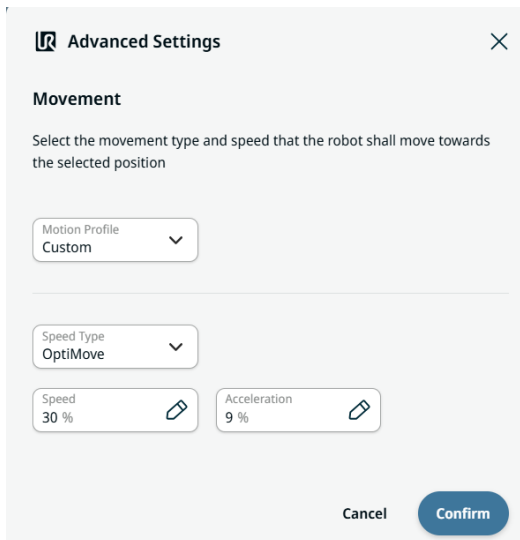 UR Advanced Settings
Movement
Select the movement type and speed that the robot shall move towards
the selected position
Motion Profile
Custom
Speed Type
OptiMove
Speed
30 %
Acceleration
9 %
Cancel
Confirm